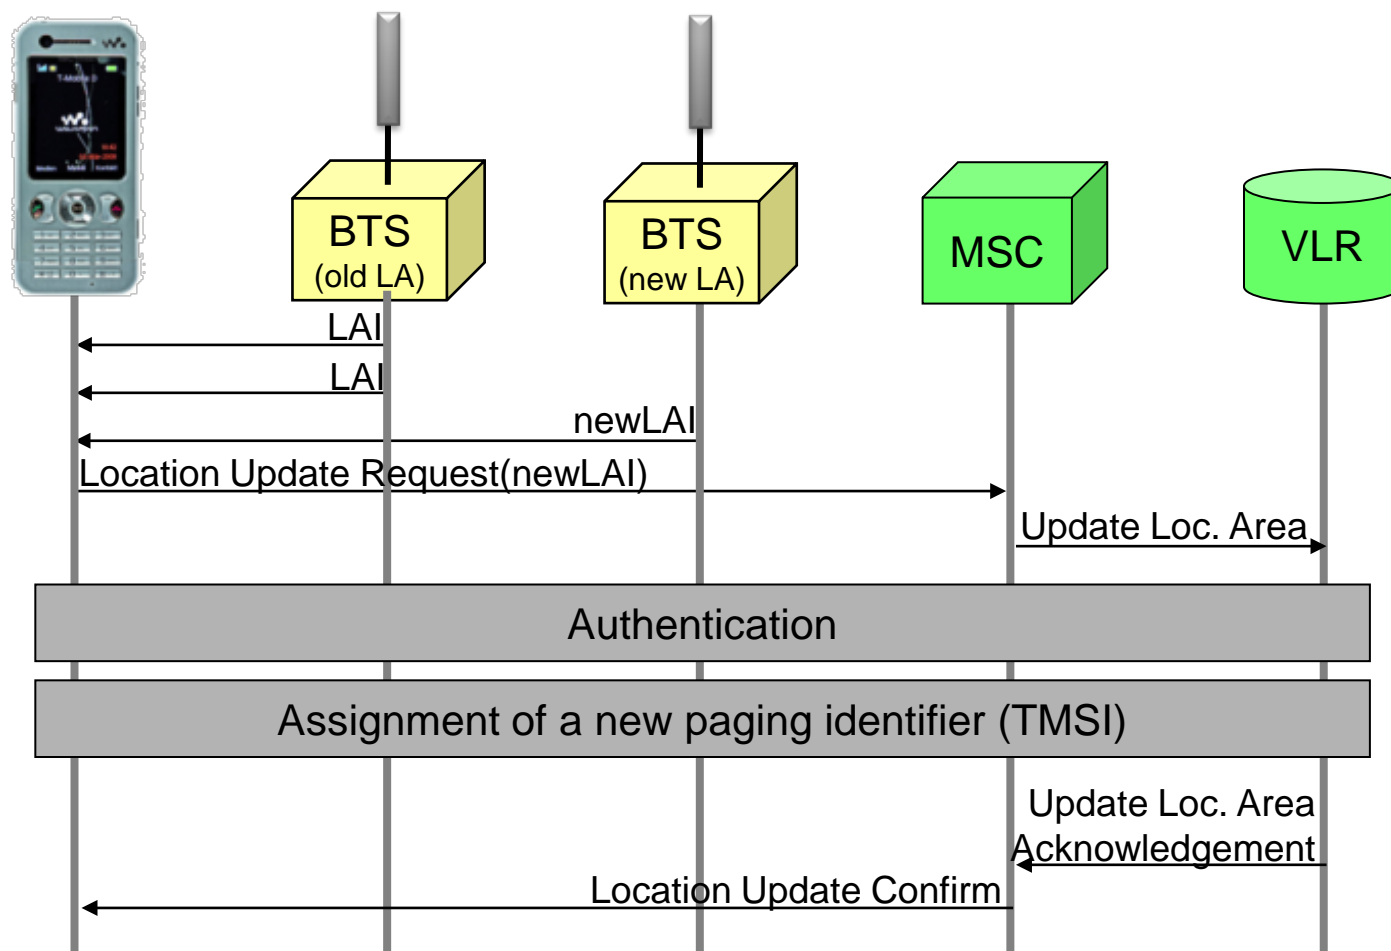 T-Mobile D
BTS
(old LA)
BTS
(new LA)
MSC
VLR
LAI
LAI
newLAI
Location Update Request(newLAI)
Update Loc. Area
Authentication
Assignment of a new paging identifier (TMSI)
Update Loc. Area
Acknowledgement
Location Update Confirm